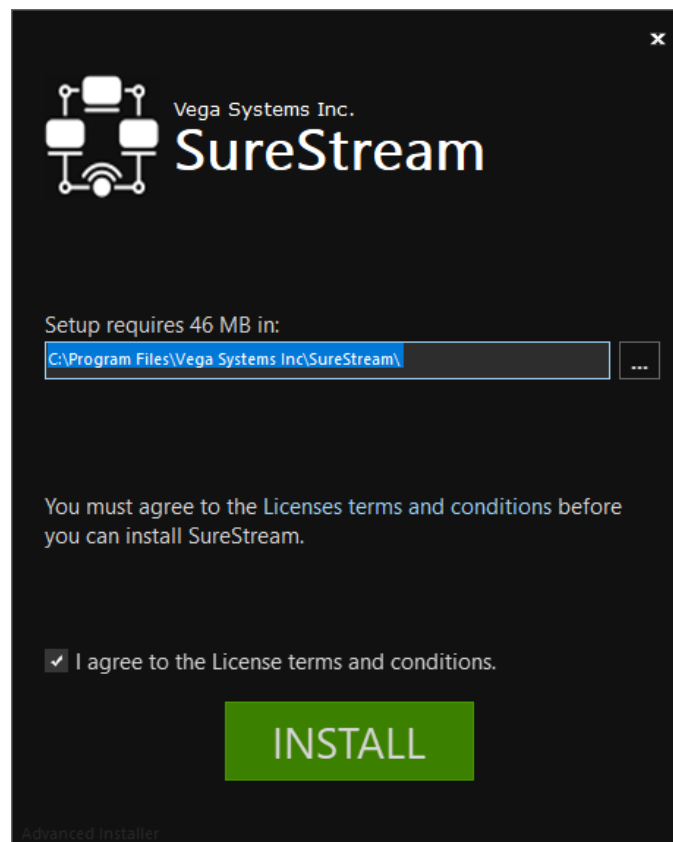 x
Vega Systems Inc.
SureStream
Setup requires 46 MB in:
C:\Program Files\Vega Systems Inc\SureStream\
...
You must agree to the Licenses terms and conditions before
you can install SureStream.
I agree to the License terms and conditions.
INSTALL
Advanced Installer